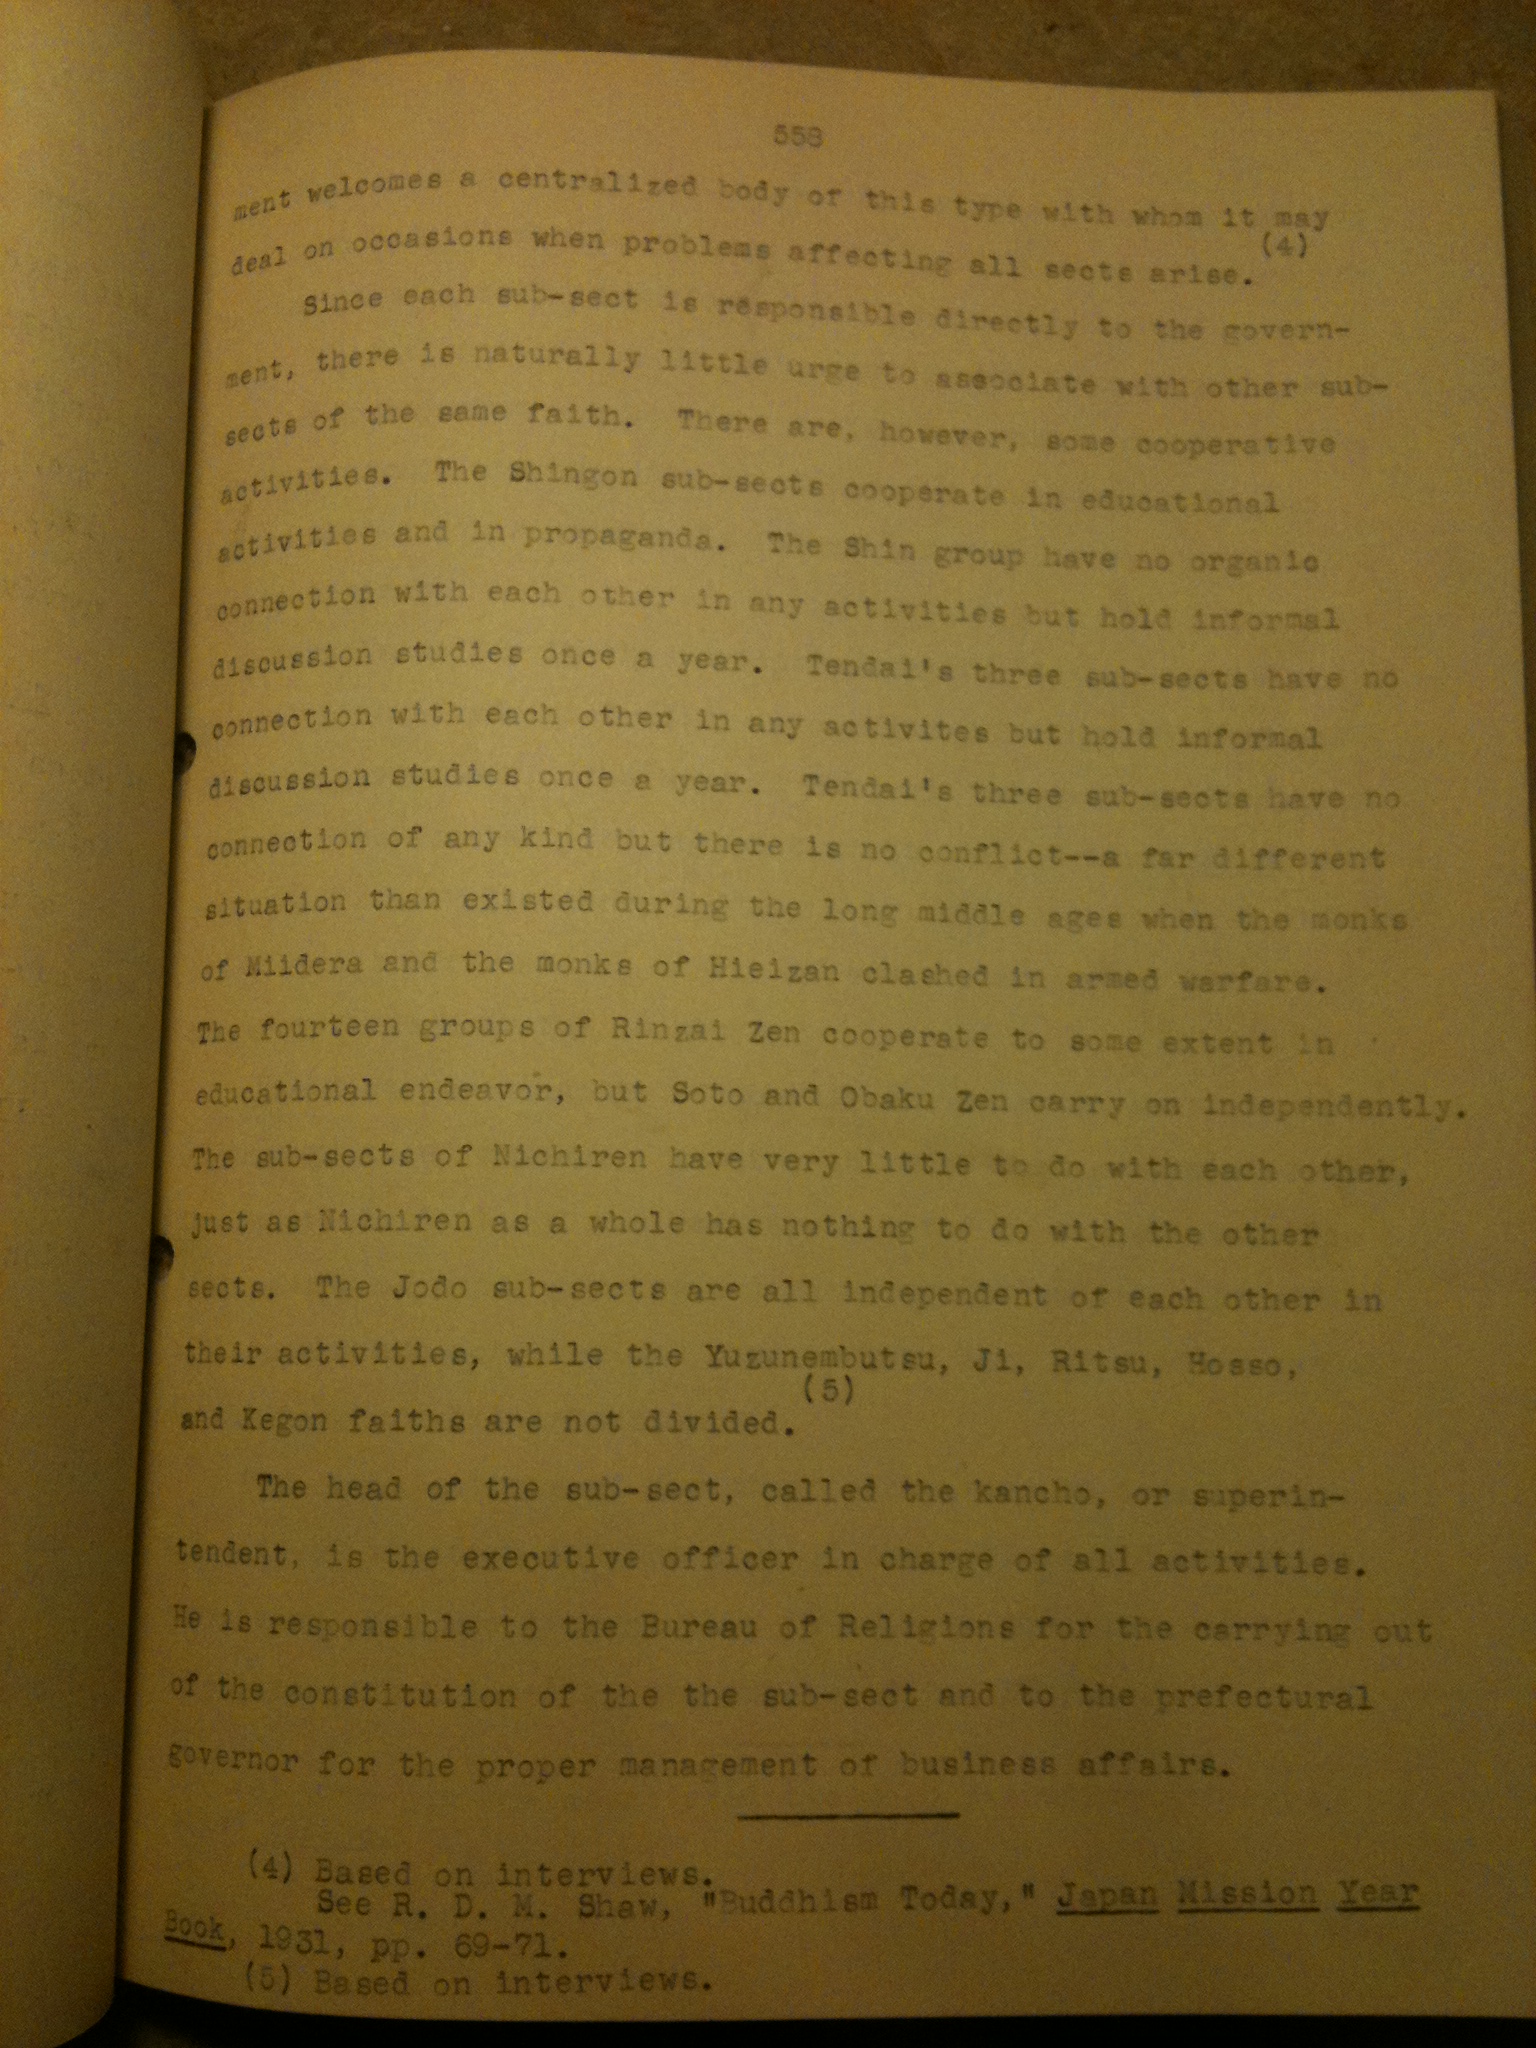 558
ment welcomes a centralized body of this type with whom it may
deal on occasions when problems affecting all sects arise. (4)
Since each sub-sect is responsible directly to the govern-
ment, there is naturally little urge to associate with other sub-
sects of the same faith. There are, however, some cooperative
activities. The Shingon sub-sects cooperate in educational
activities and in propaganda. The Shin group have no organic
connection with each other in any activities but hold informal
discussion studies once a year. Tendai's three sub-sects have no
connection with each other in any activites but hold informal
discussion studies once a year. Tendai's three sub-sects have no
connection of any kind but there is no conflict--a far different
situation than existed during the long middle ages when the monks
of Miidera and the monks of Hieizan clashed in armed warfare.
The fourteen groups of Rinzai Zen cooperate to some extent in
educational endeavor, but Soto and Obaku Zen carry on independently.
The sub-sects of Nichiren have very little to do with each other,
just as Nichiren as a whole has nothing to do with the other
sects. The Jodo sub-sects are all independent of each other in
their activities, while the Yuzunembutsu, Ji, Ritsu, Hosso,
and Kegon faiths are not divided. (5)
The head of the sub-sect, called the kancho, or superin-
tendent, is the executive officer in charge of all activities.
He is responsible to the Bureau of Religions for the carrying out
of the constitution of the the sub-sect and to the prefectural
governor for the proper management of business affairs.
(4) Based on interviews.
See R. D. M. Shaw, "Buddhism Today," Japan Mission Year
Book, 1931, pp. 69-71.
(5) Based on interviews.